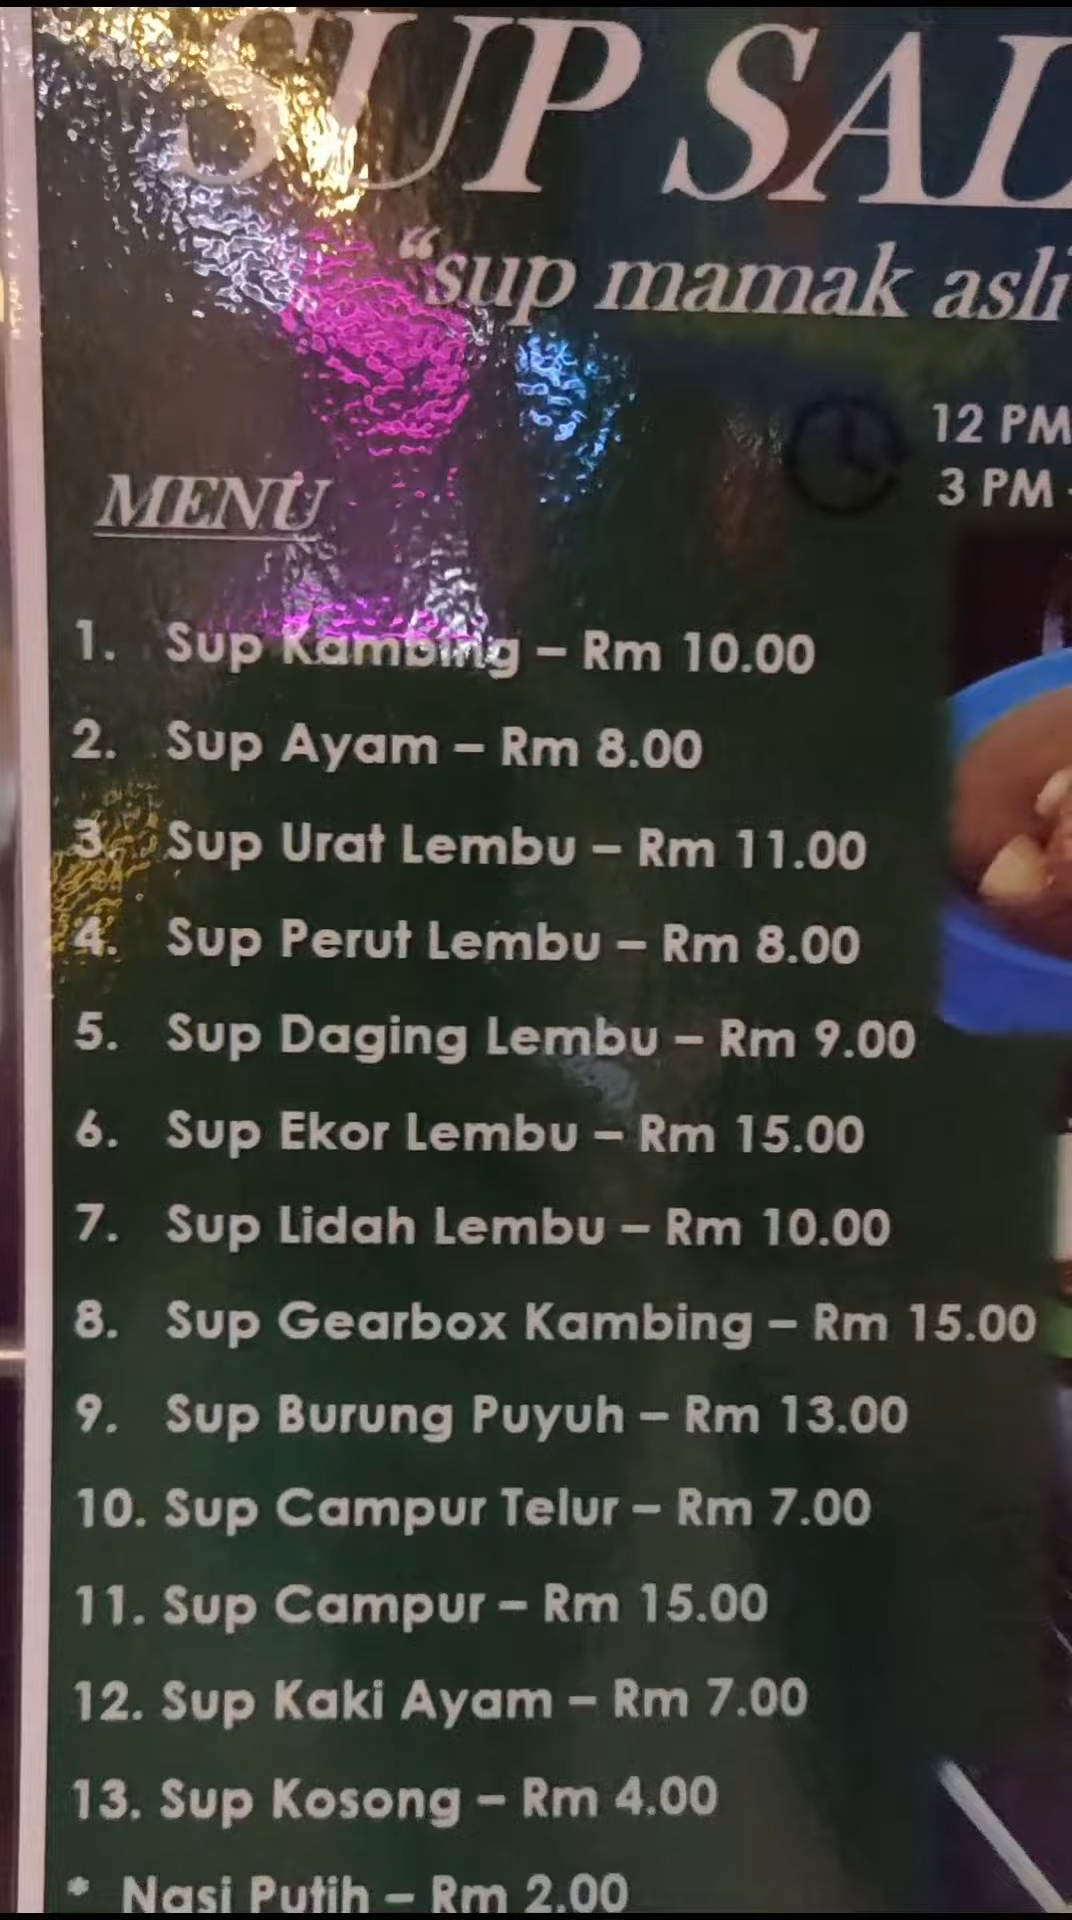 SUP SAL
"sup mamak asli
12 PM
3 PM -
MENU
1. Sup Kambing – Rm 10.00
2. Sup Ayam – Rm 8.00
3. Sup Urat Lembu – Rm 11.00
4. Sup Perut Lembu – Rm 8.00
5. Sup Daging Lembu – Rm 9.00
6. Sup Ekor Lembu – Rm 15.00
7. Sup Lidah Lembu – Rm 10.00
8. Sup Gearbox Kambing – Rm 15.00
9. Sup Burung Puyuh – Rm 13.00
10. Sup Campur Telur – Rm 7.00
11. Sup Campur – Rm 15.00
12. Sup Kaki Ayam – Rm 7.00
13. Sup Kosong – Rm 4.00
* Nasi Putih – Rm 2.00